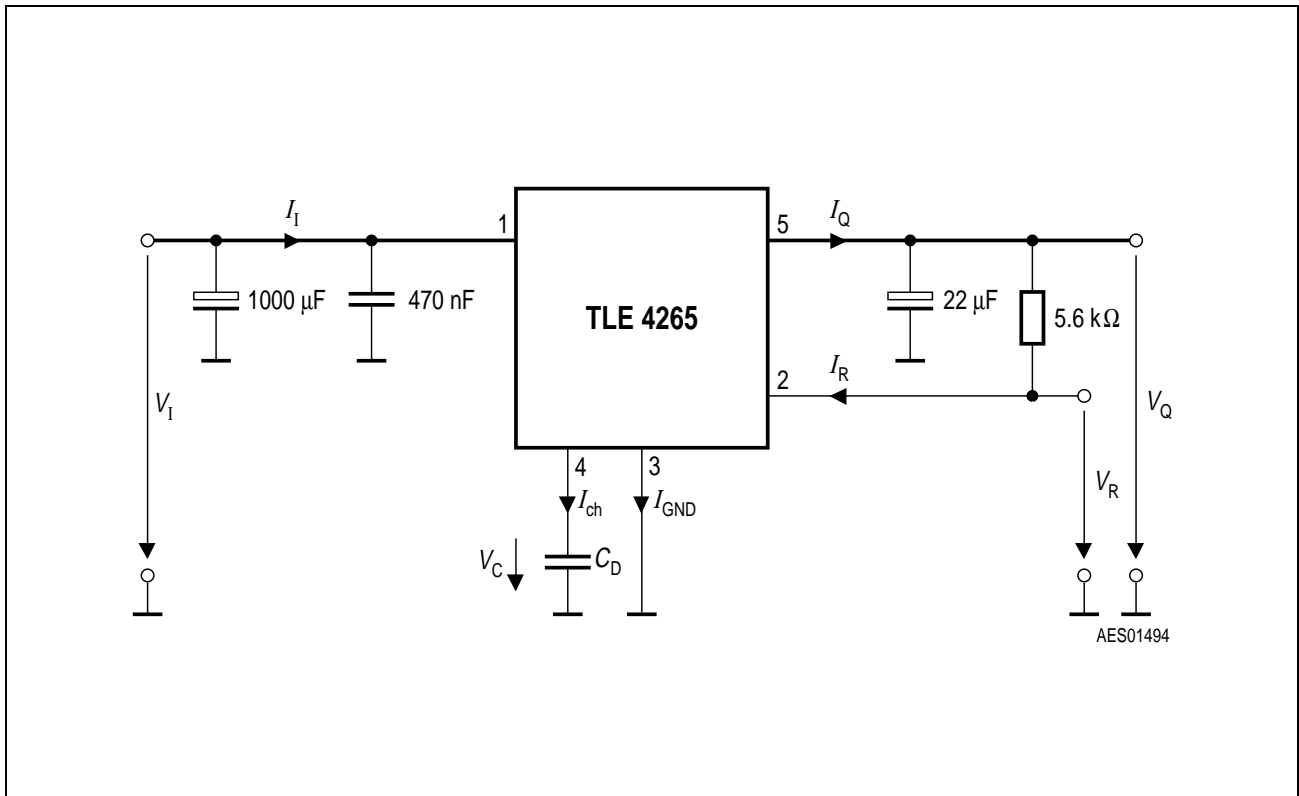 I_I
1
5
I_Q
1000 μF
470 nF
TLE 4265
22 μF
5.6 kΩ
2
I_R
V_I
V_Q
4
3
V_R
I_ch
I_GND
V_C
C_D
AES01494